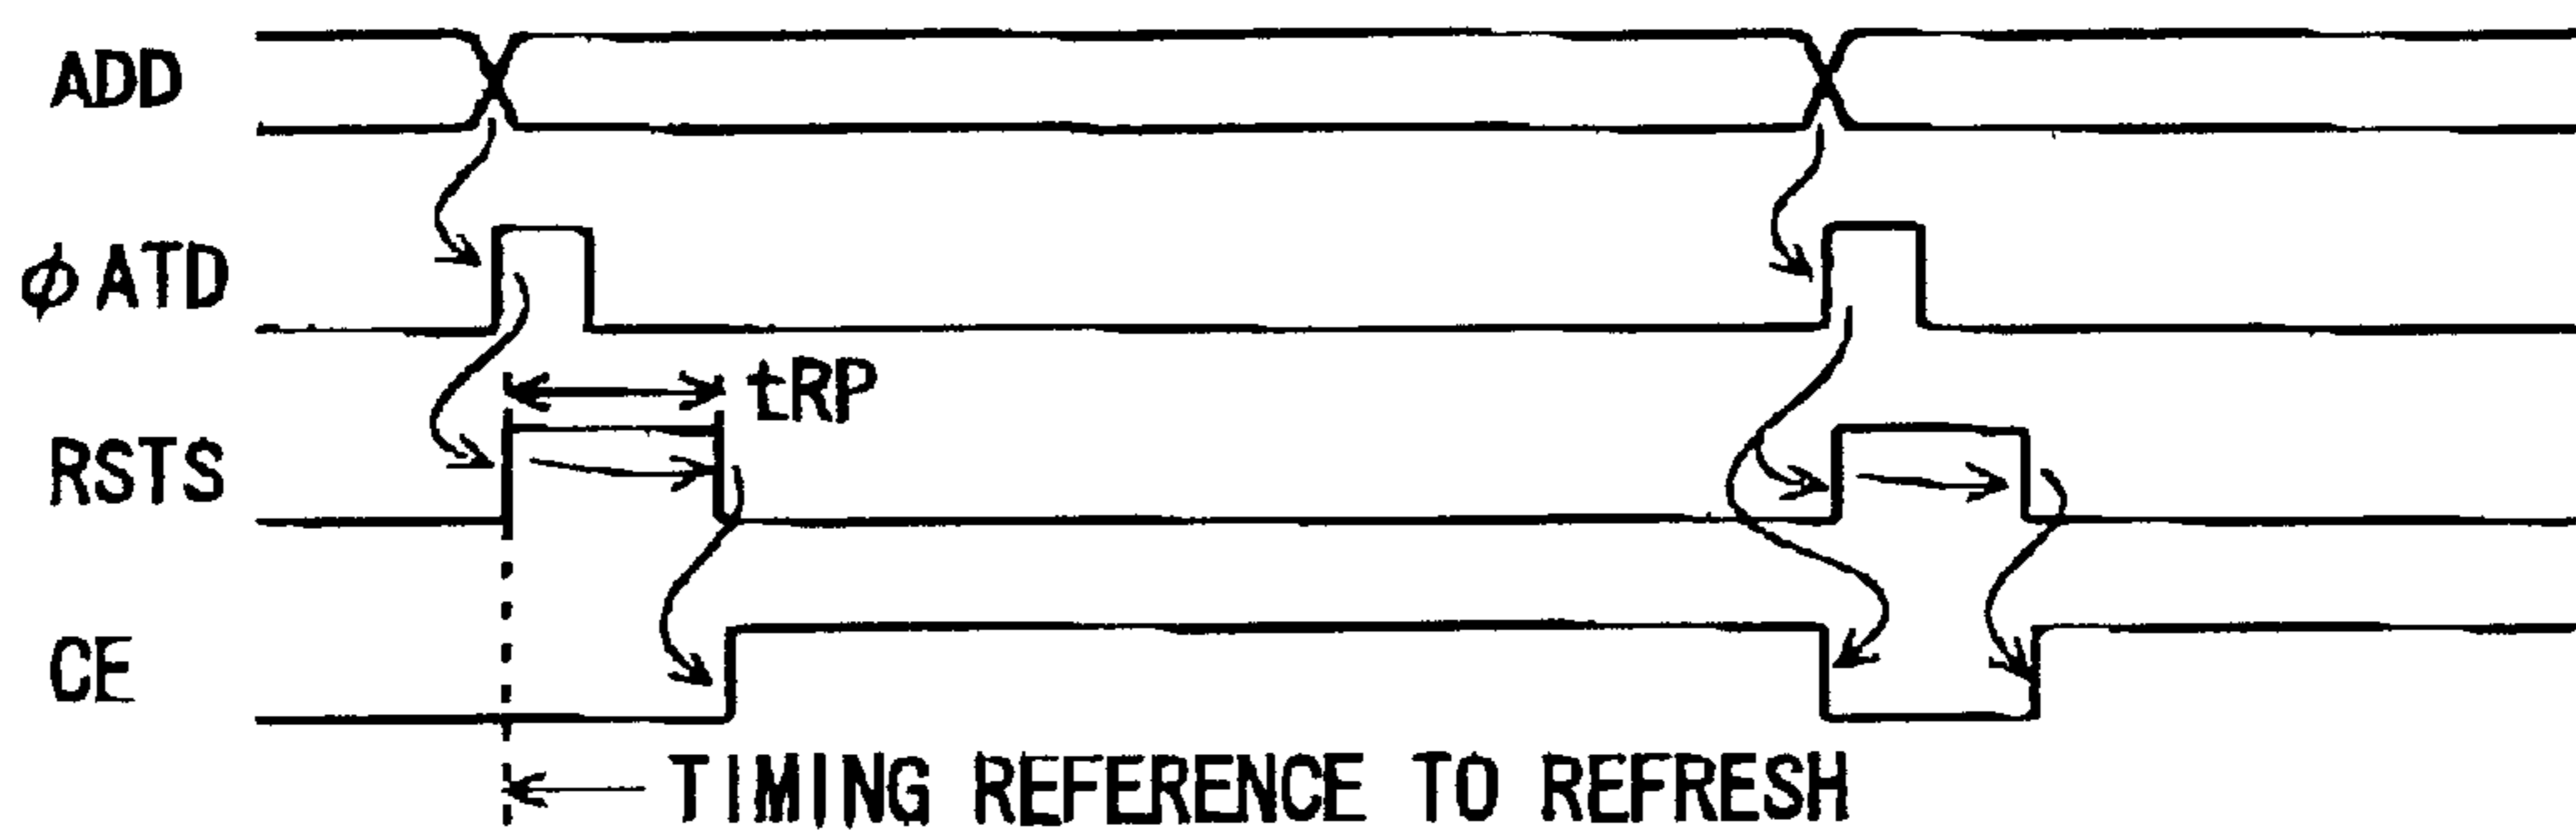 ADD
φATD
tRP
RSTS
CE
TIMING REFERENCE TO REFRESH